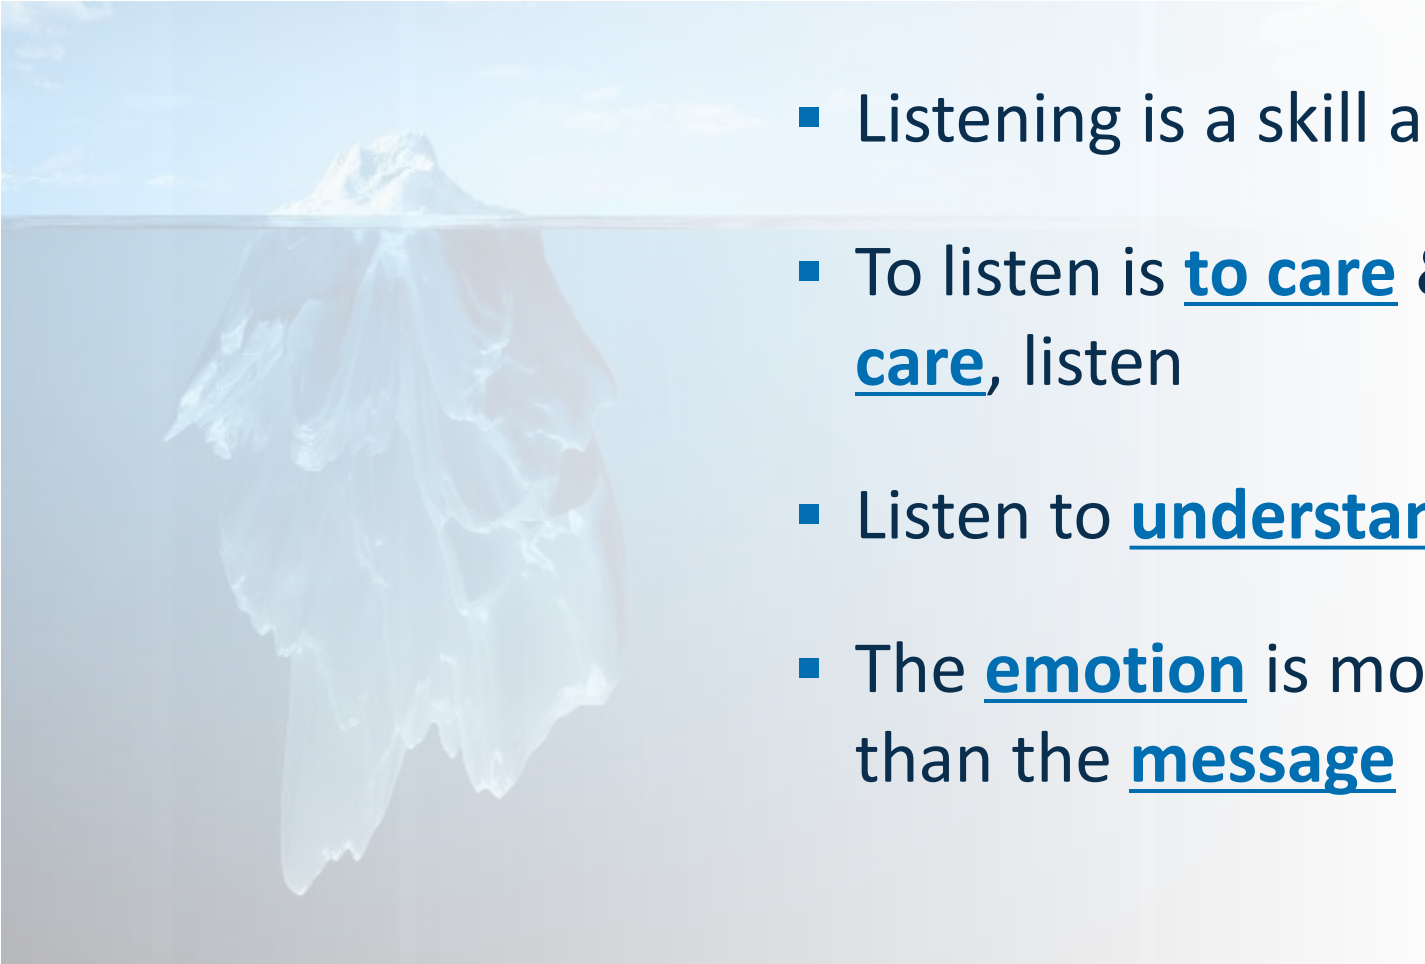 ▪ Listening is a skill a
▪ To listen is to care
care, listen
▪ Listen to
▪ The emotion is
than the message